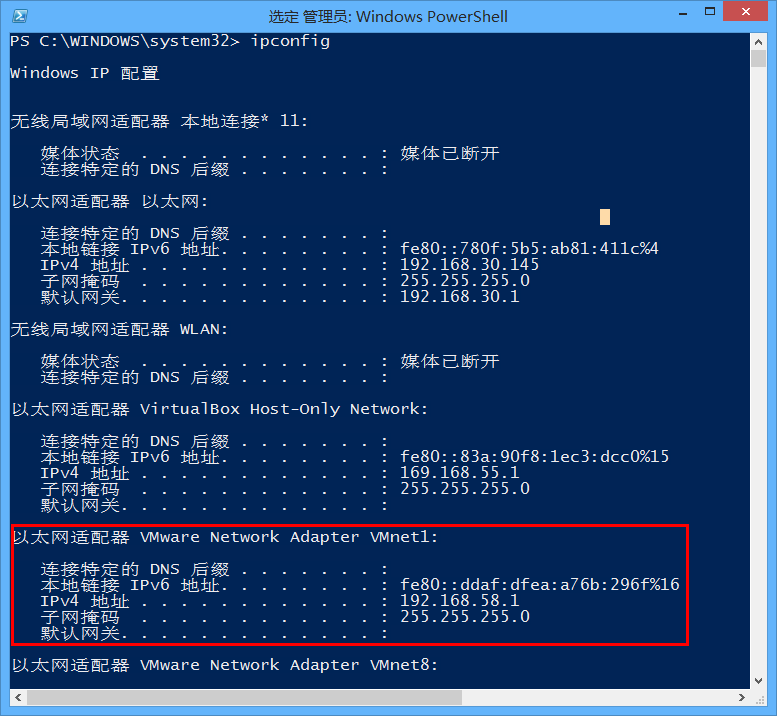 选定 管理员: Windows PowerShell
PS C:\WINDOWS\system32> ipconfig
Windows IP 配置
无线局域网适配器 本地连接* 11:
媒体状态 . . . . . . . . . . . . : 媒体已断开
连接特定的 DNS 后缀 . . . . . . . :
以太网适配器 以太网:
连接特定的 DNS 后缀 . . . . . . . :
本地链接 IPv6 地址. . . . . . . . : fe80::780f:5b5:ab81:411c%4
IPv4 地址 . . . . . . . . . . . . : 192.168.30.145
子网掩码 . . . . . . . . . . . . : 255.255.255.0
默认网关. . . . . . . . . . . . . : 192.168.30.1
无线局域网适配器 WLAN:
媒体状态 . . . . . . . . . . . . : 媒体已断开
连接特定的 DNS 后缀 . . . . . . . :
以太网适配器 VirtualBox Host-Only Network:
连接特定的 DNS 后缀 . . . . . . . :
本地链接 IPv6 地址. . . . . . . . : fe80::83a:90f8:1ec3:dcc0%15
IPv4 地址 . . . . . . . . . . . . : 169.168.55.1
子网掩码 . . . . . . . . . . . . : 255.255.255.0
默认网关. . . . . . . . . . . . . :
以太网适配器 VMware Network Adapter VMnet1:
连接特定的 DNS 后缀 . . . . . . . :
本地链接 IPv6 地址. . . . . . . . : fe80::ddaf:dfea:a76b:296f%16
IPv4 地址 . . . . . . . . . . . . : 192.168.58.1
子网掩码 . . . . . . . . . . . . : 255.255.255.0
默认网关. . . . . . . . . . . . . :
以太网适配器 VMware Network Adapter VMnet8: